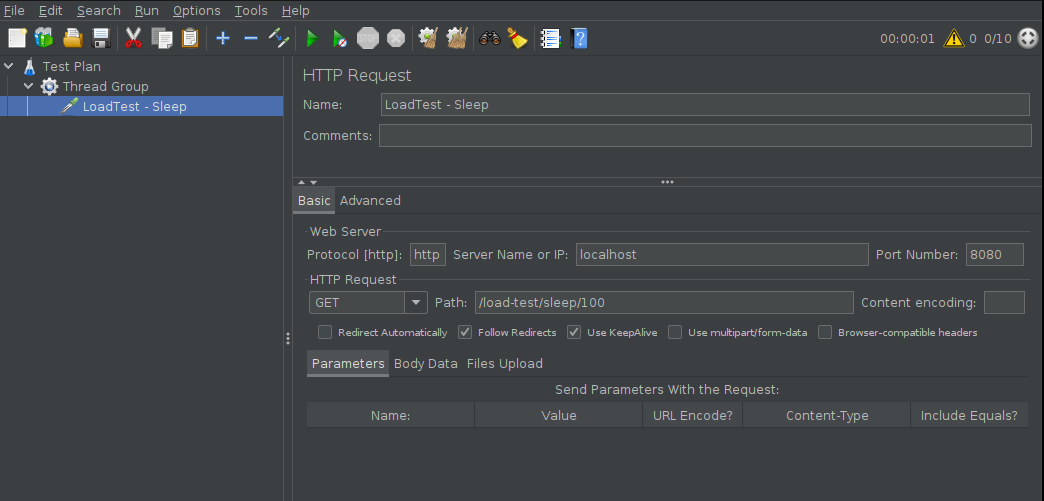 File Edit Search Run Options Tools Help
STOP 00:00:01 0 0/10
Test Plan
Thread Group
LoadTest - Sleep
HTTP Request
Name: LoadTest - Sleep
Comments:
Basic Advanced
Web Server
Protocol [http]: http Server Name or IP: localhost Port Number: 8080
HTTP Request
GET Path: /load-test/sleep/100 Content encoding:
Redirect Automatically Follow Redirects Use KeepAlive Use multipart/form-data Browser-compatible headers
Parameters Body Data Files Upload
Send Parameters With the Request:
Name: Value URL Encode? Content-Type Include Equals?